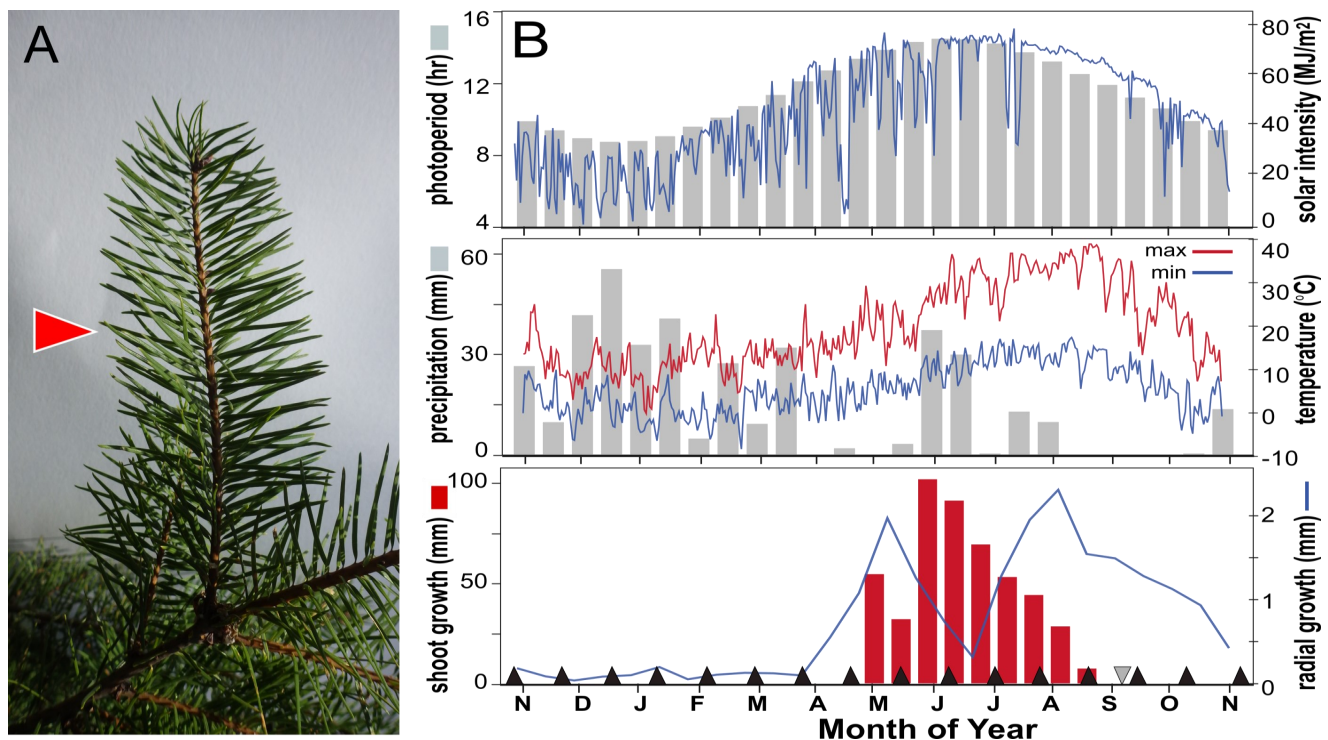 A
B
photoperiod (hr)
16
12
8
4
solar intensity (MJ/m²)
80
60
40
20
0
precipitation (mm)
60
30
0
max
min
temperature (°C)
40
30
20
10
0
-10
shoot growth (mm)
100
50
0
radial growth (mm)
2
1
0
N D J F M A M J J A S O N
Month of Year